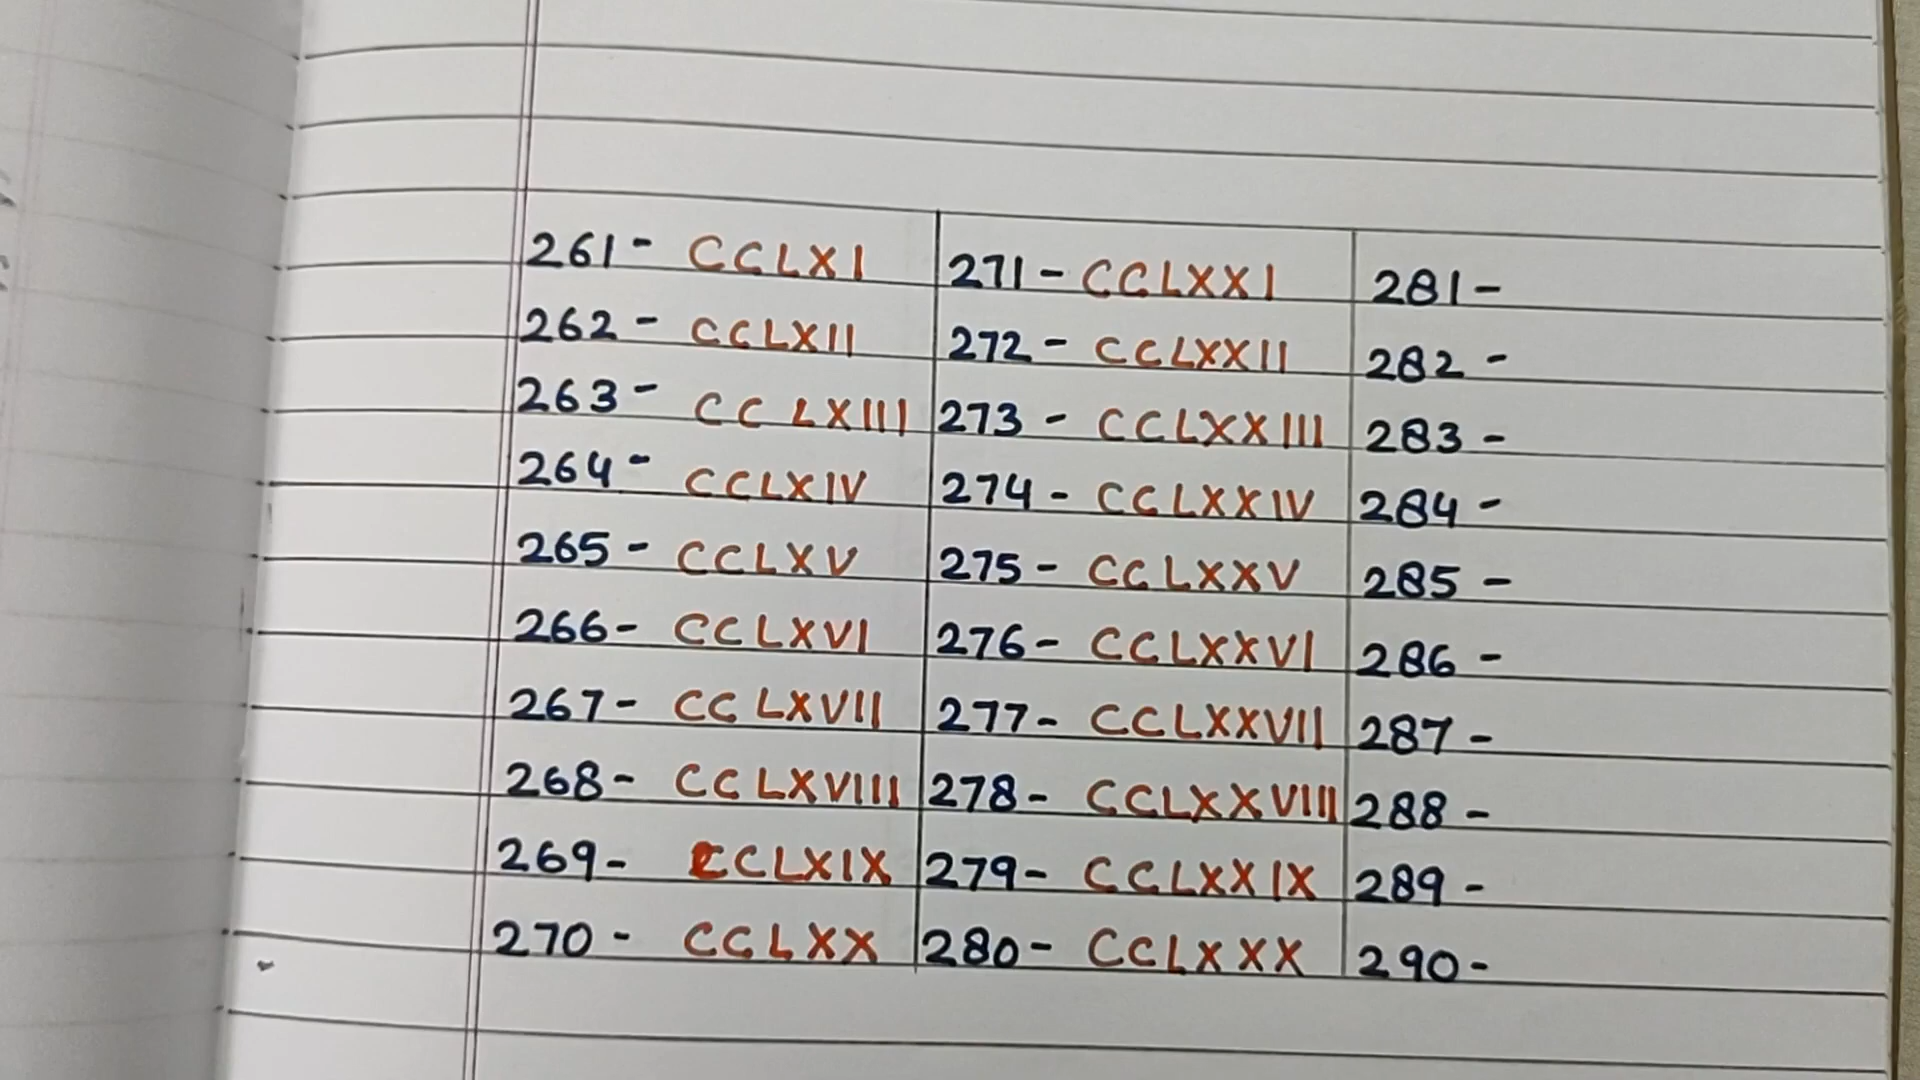 261- CCLXI 271- CCLXXI 281-
262- CCLXII 272- CCLXXII 282-
263- CCLXIII 273- CCLXXIII 283-
264- CCLXIV 274- CCLXXIV 284-
265- CCLXV 275- CCLXXV 285-
266- CCLXVI 276- CCLXXVI 286-
267- CCLXVII 277- CCLXXVII 287-
268- CCLXVIII 278- CCLXXVIII 288-
269- CCLXIX 279- CCLXXIX 289-
270- CCLXX 280- CCLXXX 290-